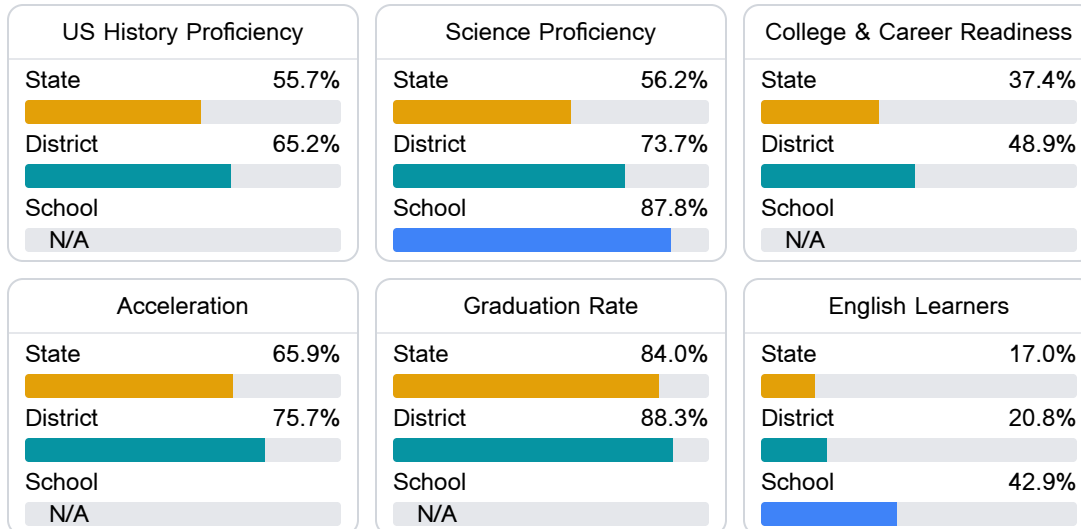 US History Proficiency
State 55.7%
District 65.2%
School
N/A
Science Proficiency
State 56.2%
District 73.7%
School 87.8%
College & Career Readiness
State 37.4%
District 48.9%
School
N/A
Acceleration
State 65.9%
District 75.7%
School
N/A
Graduation Rate
State 84.0%
District 88.3%
School
N/A
English Learners
State 17.0%
District 20.8%
School 42.9%